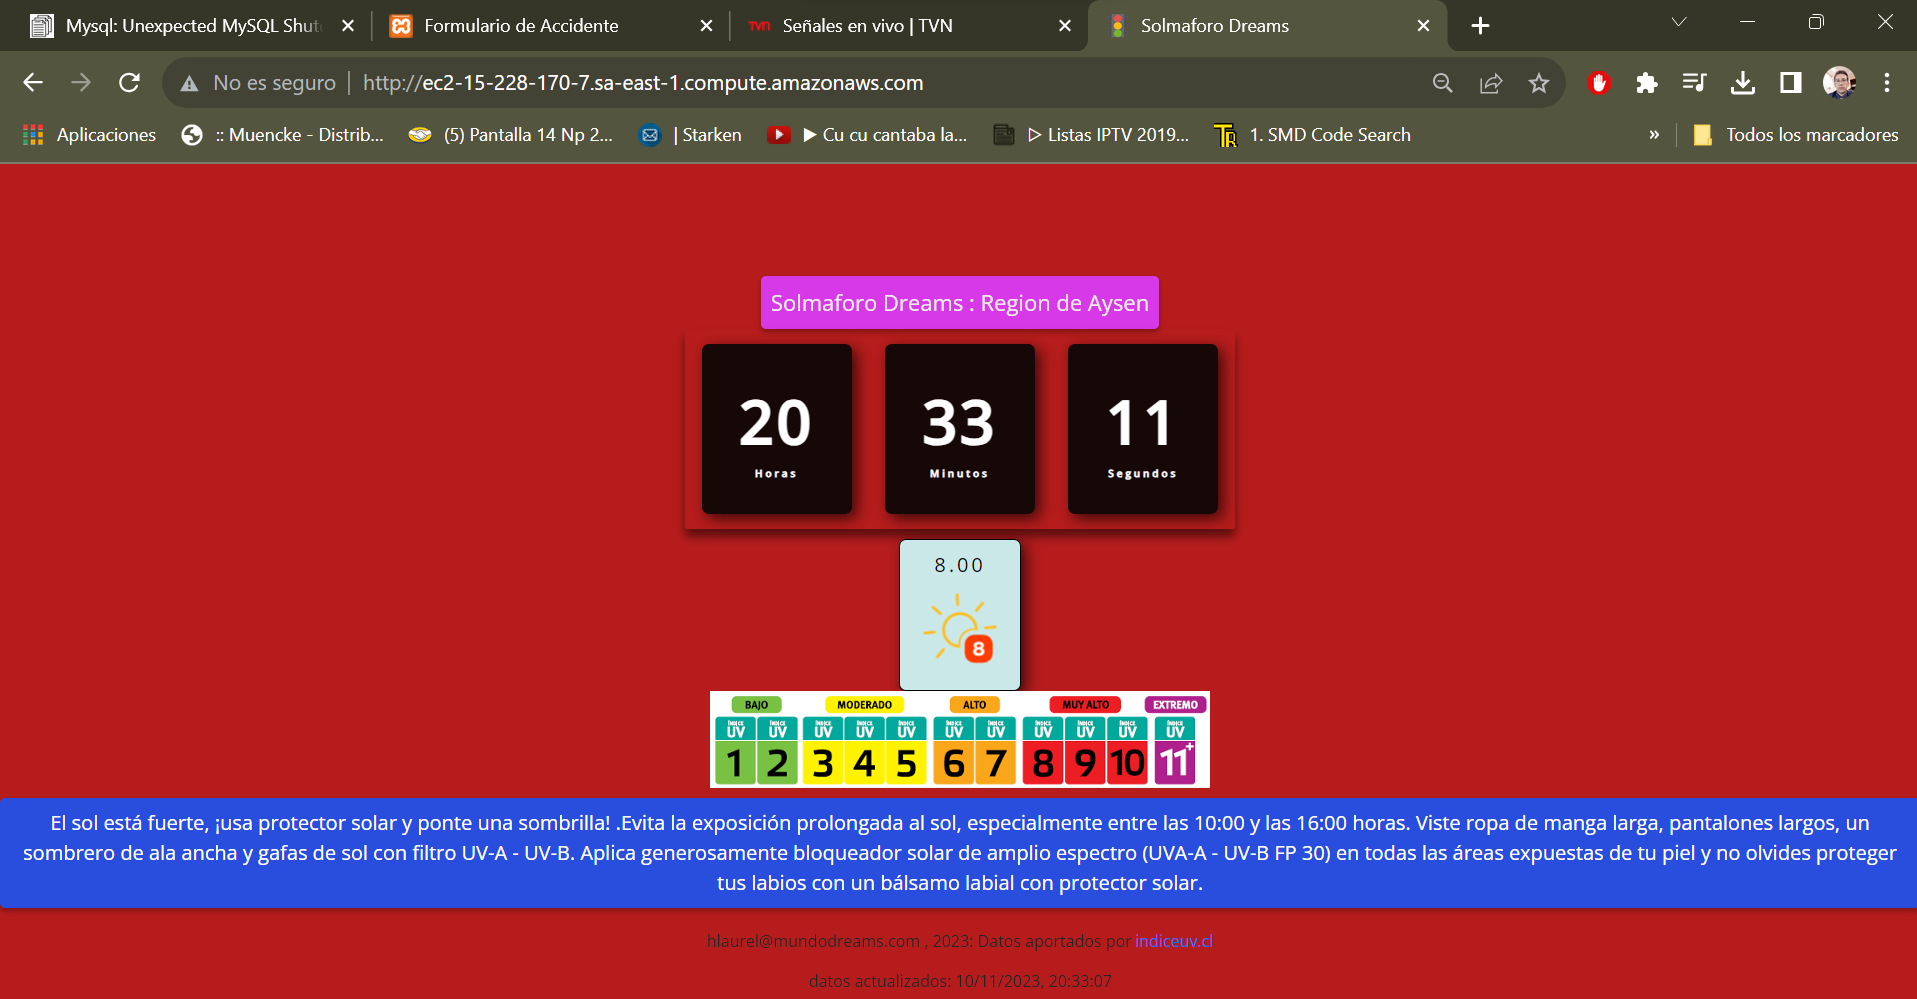 Mysql: Unexpected MySQL Shut
Formulario de Accidente
TVN
Señales en vivo | TVN
Solmaforo Dreams
No es seguro
http://ec2-15-228-170-7.sa-east-1.compute.amazonaws.com
Aplicaciones
:: Muencke - Distrib...
(5) Pantalla 14 Np 2...
| Starken
▶ Cu cu cantaba la...
▷ Listas IPTV 2019...
1. SMD Code Search
»
Todos los marcadores
Solmaforo Dreams : Region de Aysen
20 33 11
Horas Minutos Segundos
8.00
8
BAJO MODERADO ALTO MUY ALTO EXTREMO
ÍNDICE ÍNDICE ÍNDICE ÍNDICE ÍNDICE ÍNDICE ÍNDICE ÍNDICE ÍNDICE ÍNDICE ÍNDICE
UV UV UV UV UV UV UV UV UV UV UV
1 2 3 4 5 6 7 8 9 10 11+
El sol está fuerte, ¡usa protector solar y ponte una sombrilla! .Evita la exposición prolongada al sol, especialmente entre las 10:00 y las 16:00 horas. Viste ropa de manga larga, pantalones largos, un
sombrero de ala ancha y gafas de sol con filtro UV-A - UV-B. Aplica generosamente bloqueador solar de amplio espectro (UVA-A - UV-B FP 30) en todas las áreas expuestas de tu piel y no olvides proteger
tus labios con un bálsamo labial con protector solar.
hlaurel@mundodreams.com , 2023: Datos aportados por indiceuv.cl
datos actualizados: 10/11/2023, 20:33:07